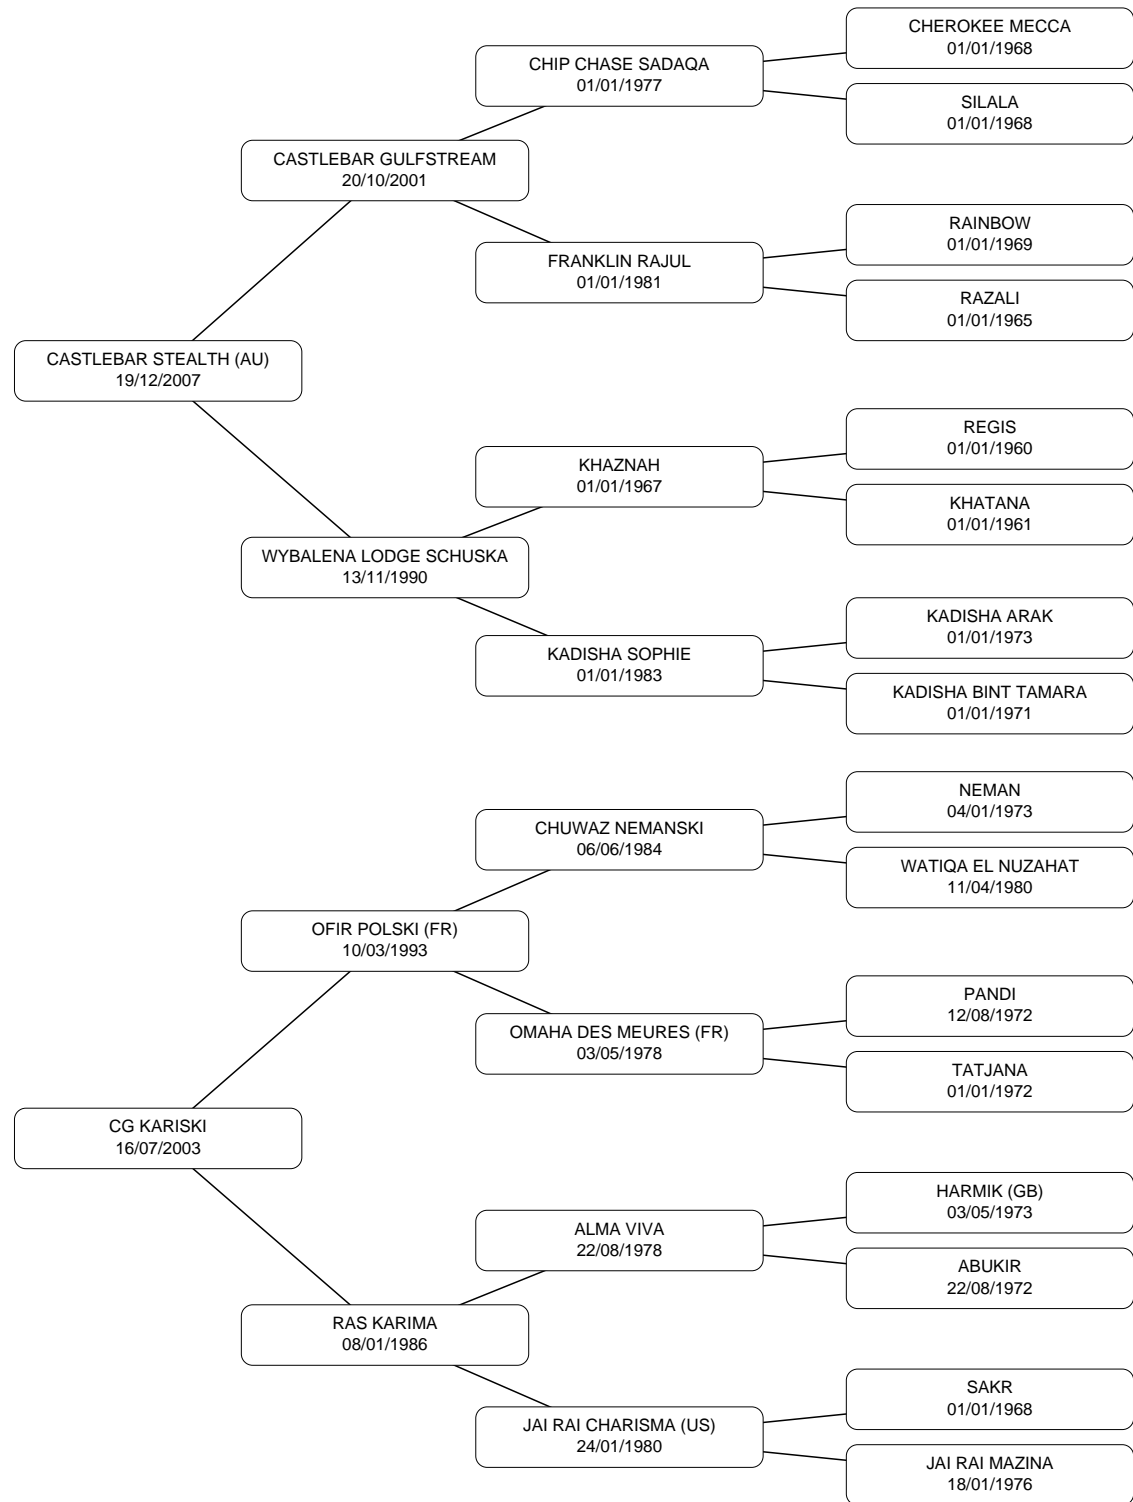 CHEROKEE MECCA
01/01/1968
CHIP CHASE SADAQA
01/01/1977
SILALA
01/01/1968
CASTLEBAR GULFSTREAM
20/10/2001
RAINBOW
01/01/1969
FRANKLIN RAJUL
01/01/1981
RAZALI
01/01/1965
CASTLEBAR STEALTH (AU)
19/12/2007
REGIS
01/01/1960
KHAZNAH
01/01/1967
KHATANA
01/01/1961
WYBALENA LODGE SCHUSKA
13/11/1990
KADISHA ARAK
01/01/1973
KADISHA SOPHIE
01/01/1983
KADISHA BINT TAMARA
01/01/1971
NEMAN
04/01/1973
CHUWAZ NEMANSKI
06/06/1984
WATIQA EL NUZAHAT
11/04/1980
OFIR POLSKI (FR)
10/03/1993
PANDI
12/08/1972
OMAHA DES MEURES (FR)
03/05/1978
TATJANA
01/01/1972
CG KARISKI
16/07/2003
HARMIK (GB)
03/05/1973
ALMA VIVA
22/08/1978
ABUKIR
22/08/1972
RAS KARIMA
08/01/1986
SAKR
01/01/1968
JAI RAI CHARISMA (US)
24/01/1980
JAI RAI MAZINA
18/01/1976